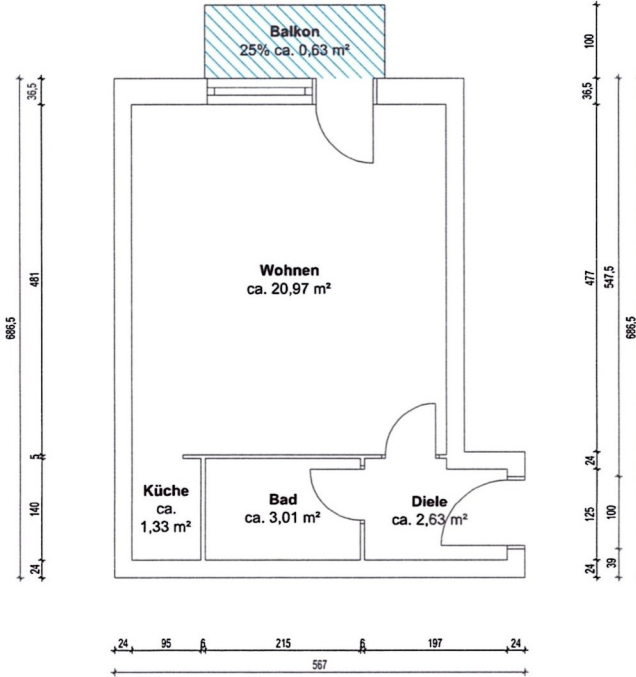 Balkon
25% ca. 0,63 m²
100
36,5
36,5
Wohnen
ca. 20,97 m²
481
686,5
477
547,5
686,5
5
24
Küche
ca.
1,33 m²
Bad
ca. 3,01 m²
Diele
ca. 2,63 m²
140
125
100
24
24
39
24
95
6
215
6
197
24
567